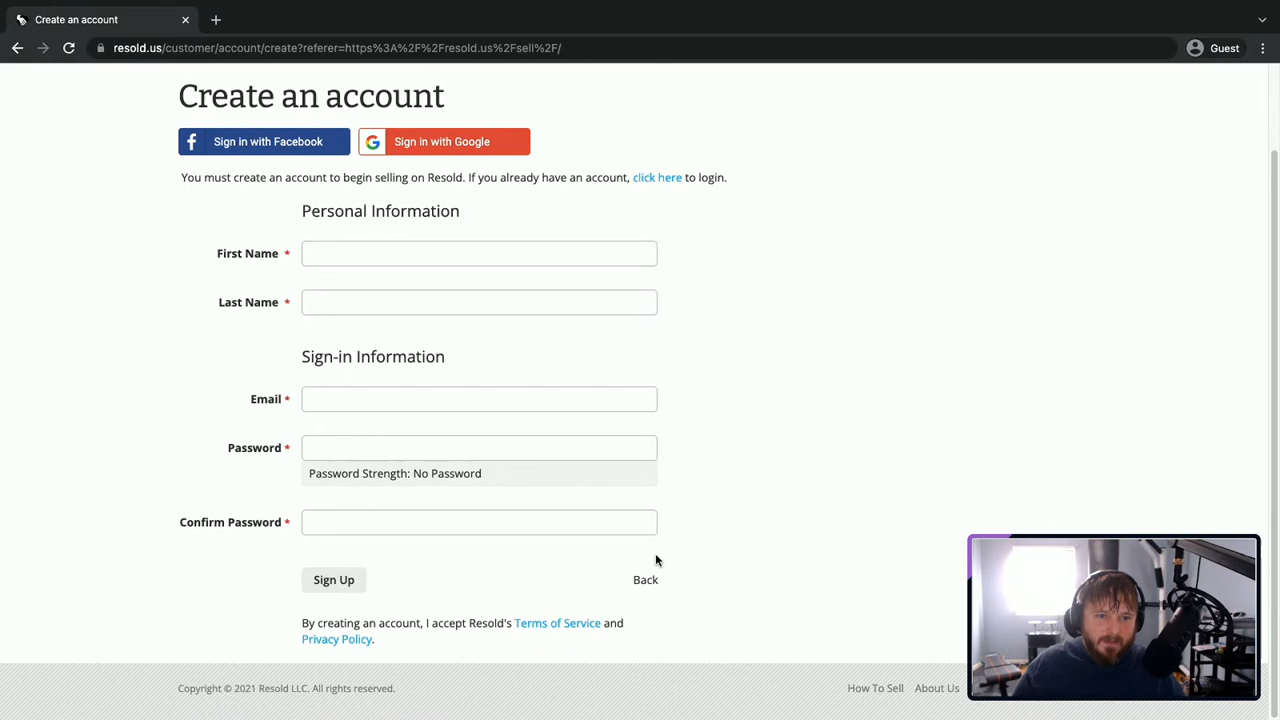 Create an account
resold.us/customer/account/create?referer=https%3A%2F%2Fresold.us%2Fsell%2F/
Guest
Create an account
Sign in with Facebook
Sign in with Google
You must create an account to begin selling on Resold. If you already have an account, click here to login.
Personal Information
First Name *
Last Name *
Sign-in Information
Email *
Password *
Password Strength: No Password
Confirm Password *
Sign Up
Back
By creating an account, I accept Resold's Terms of Service and
Privacy Policy.
Copyright © 2021 Resold LLC. All rights reserved.
How To Sell
About Us